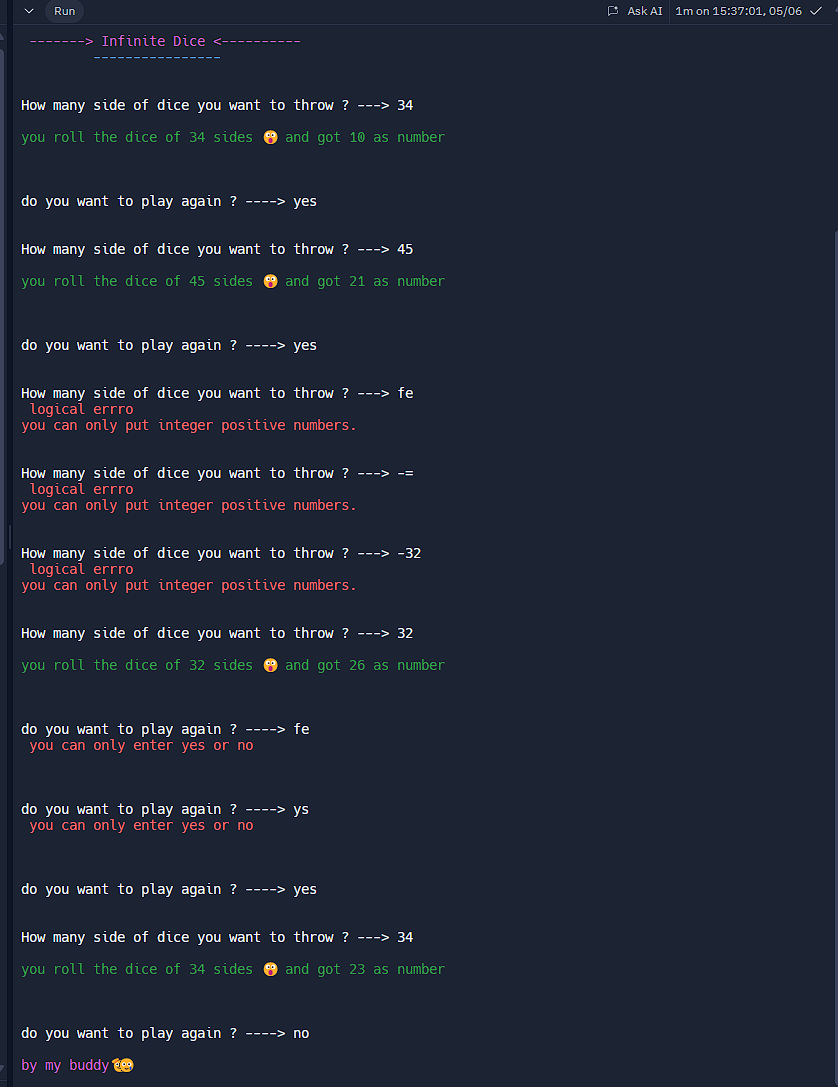 Run
Ask AI 1m on 15:37:01, 05/06
-------> Infinite Dice <----------
----------------
How many side of dice you want to throw ? ---> 34
you roll the dice of 34 sides 😲 and got 10 as number
do you want to play again ? ----> yes
How many side of dice you want to throw ? ---> 45
you roll the dice of 45 sides 😲 and got 21 as number
do you want to play again ? ----> yes
How many side of dice you want to throw ? ---> fe
logical errro
you can only put integer positive numbers.
How many side of dice you want to throw ? ---> -=
logical errro
you can only put integer positive numbers.
How many side of dice you want to throw ? ---> -32
logical errro
you can only put integer positive numbers.
How many side of dice you want to throw ? ---> 32
you roll the dice of 32 sides 😲 and got 26 as number
do you want to play again ? ----> fe
you can only enter yes or no
do you want to play again ? ----> ys
you can only enter yes or no
do you want to play again ? ----> yes
How many side of dice you want to throw ? ---> 34
you roll the dice of 34 sides 😲 and got 23 as number
do you want to play again ? ----> no
by my buddy